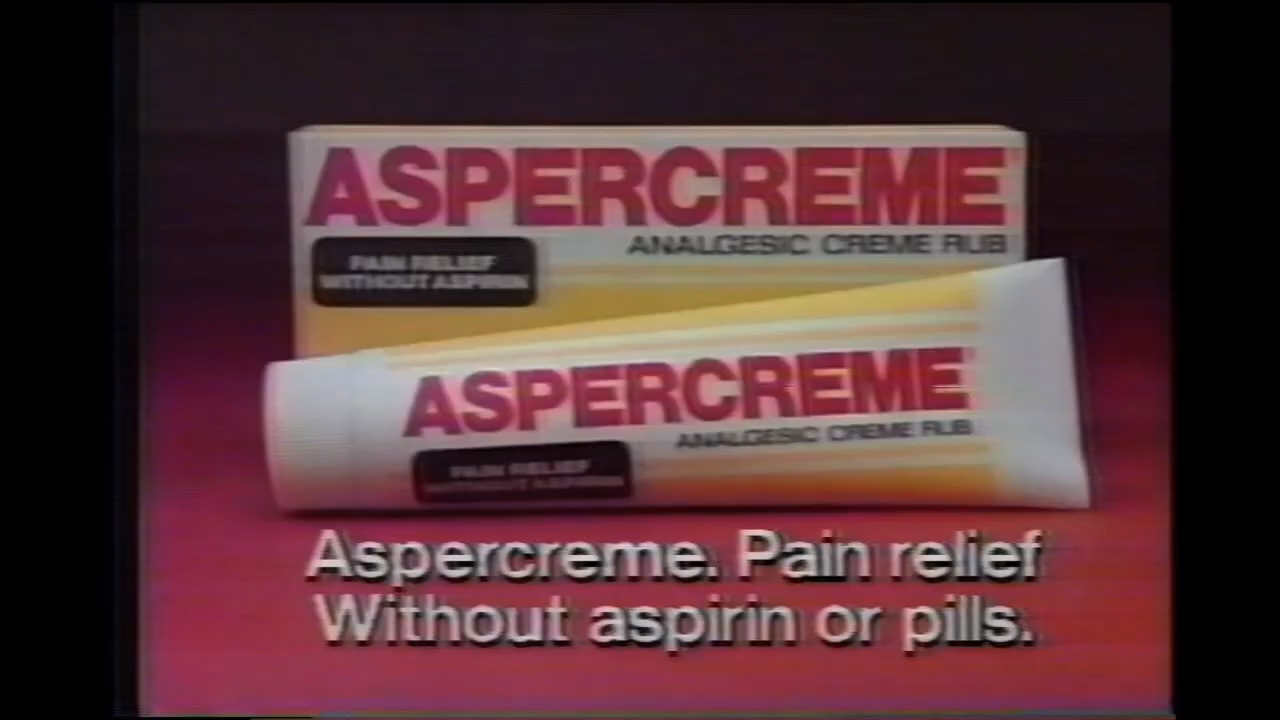 ASPERCREME
ANALGESIC CREME RUB
PAIN RELIEF
WITHOUT ASPIRIN
ASPERCREME
ANALGESIC CREME RUB
PAIN RELIEF
WITHOUT ASPIRIN
Aspercreme. Pain relief
Without aspirin or pills.